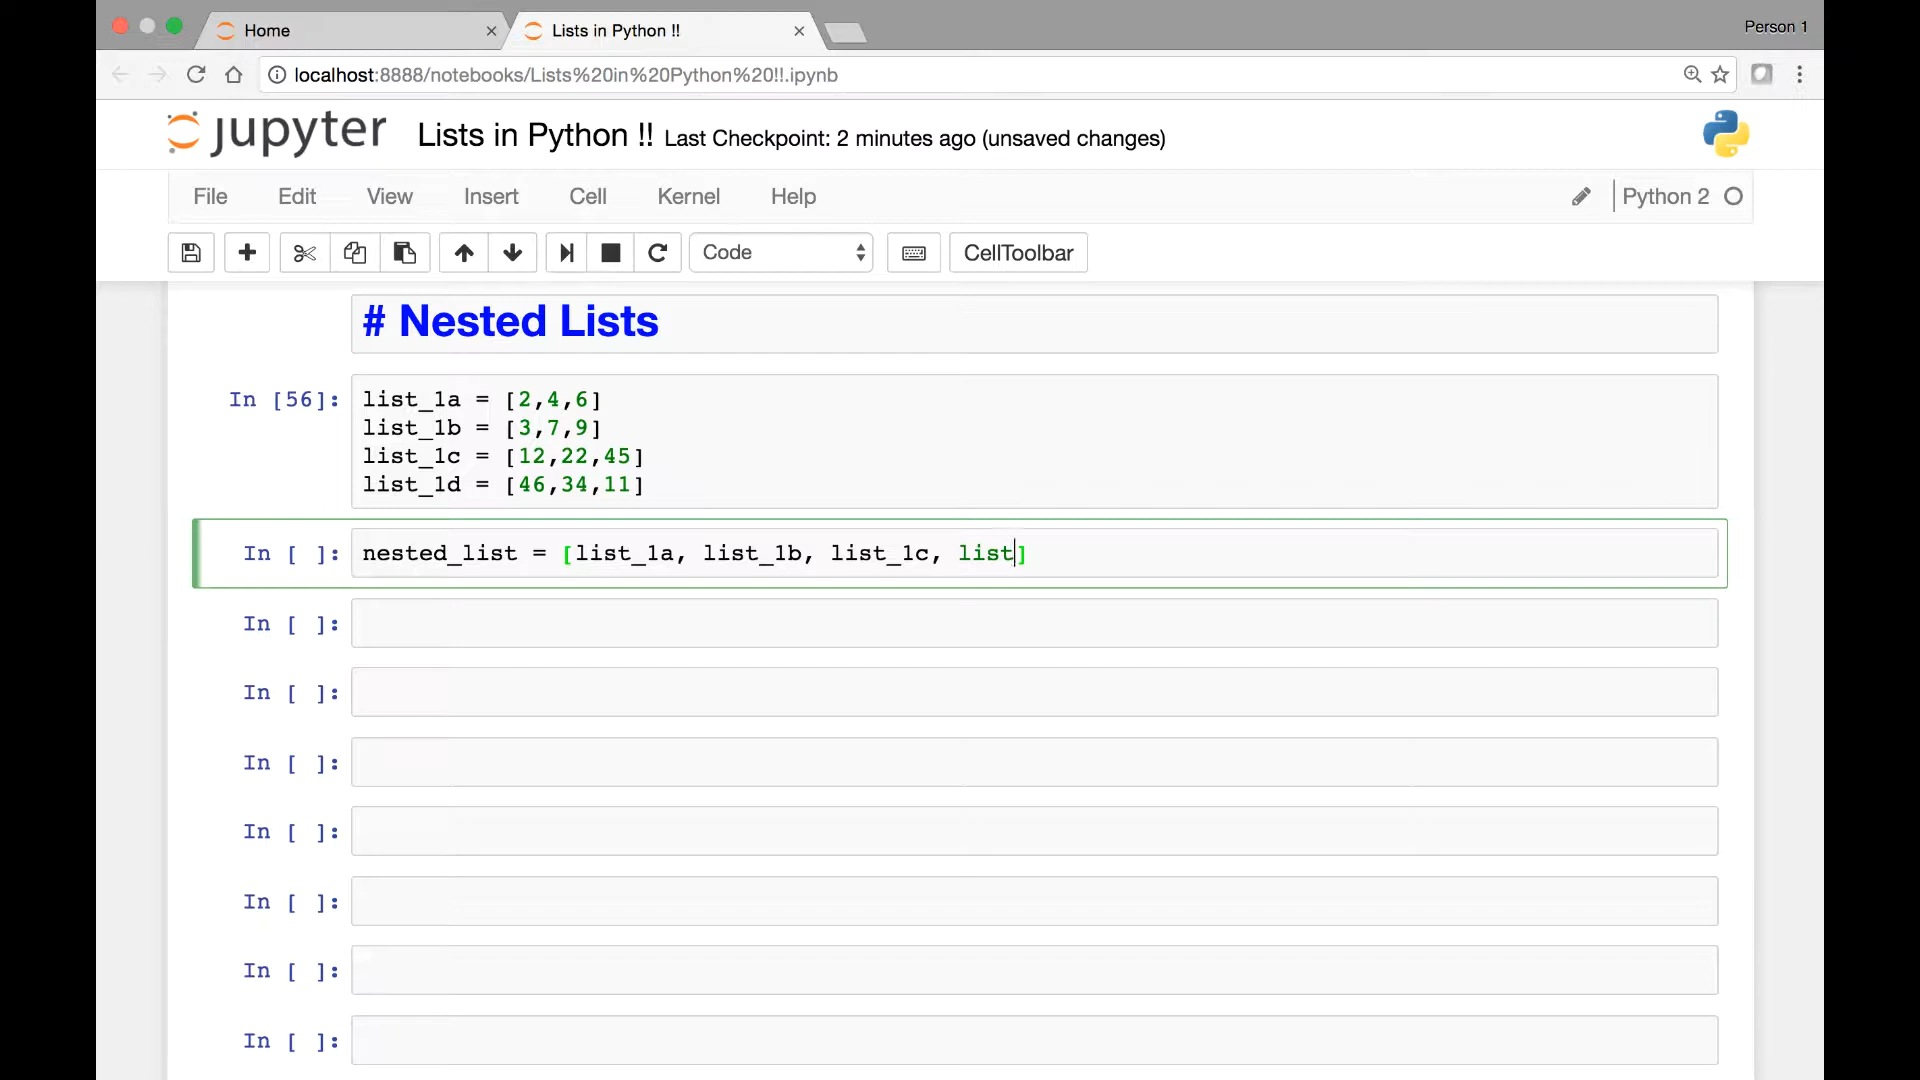 Home
Lists in Python !!
Person 1
localhost:8888/notebooks/Lists%20in%20Python%20!!.ipynb
jupyter Lists in Python !! Last Checkpoint: 2 minutes ago (unsaved changes)
File Edit View Insert Cell Kernel Help Python 2
Code CellToolbar
# Nested Lists
In [56]: list_1a = [2,4,6]
list_1b = [3,7,9]
list_1c = [12,22,45]
list_1d = [46,34,11]
In [ ]: nested_list = [list_1a, list_1b, list_1c, list]
In [ ]:
In [ ]:
In [ ]:
In [ ]:
In [ ]:
In [ ]:
In [ ]: